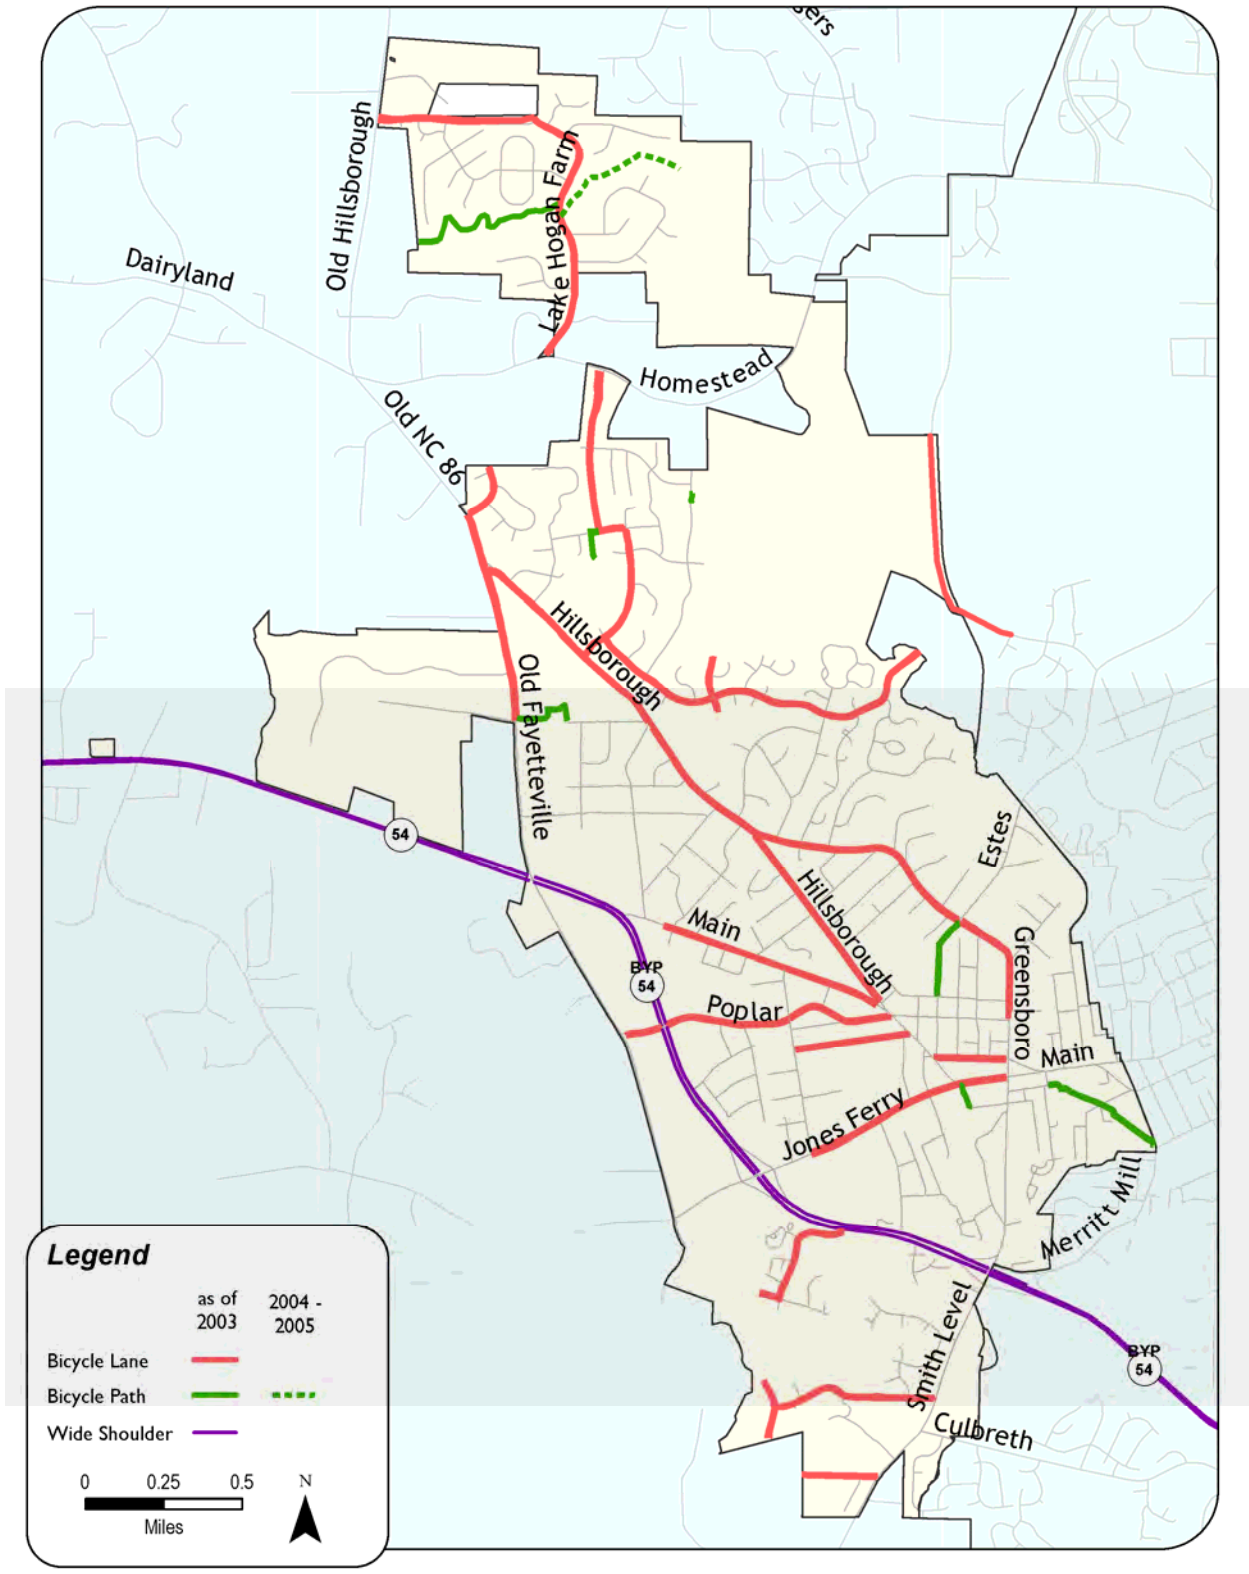 gers
Old Hillsborough
Lake Hogan Farm
Dairyland
Homestead
Old NC 86
Hillsborough
Old Fayetteville
54
Estes
Hillsborough
Main
Greensboro
BYP
54
Poplar
Main
Jones Ferry
Merritt Mill
Smith Level
BYP
54
Culbreth
Legend
as of 2004 -
2003 2005
Bicycle Lane
Bicycle Path
Wide Shoulder
0 0.25 0.5
Miles
N